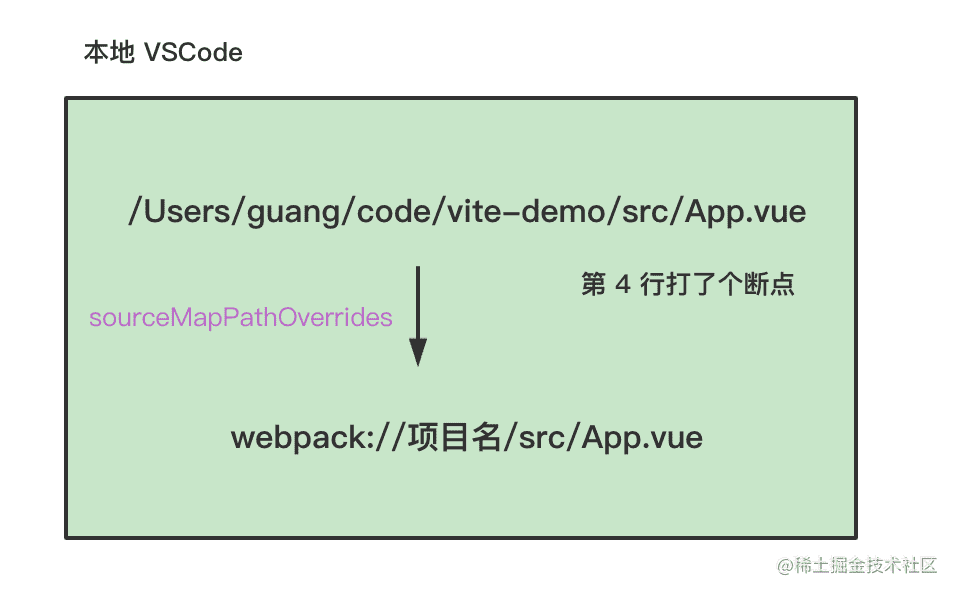 本地 VSCode
/Users/guang/code/vite-demo/src/App.vue
第 4 行打了个断点
sourceMapPathOverrides
webpack://项目名/src/App.vue
@稀土掘金技术社区